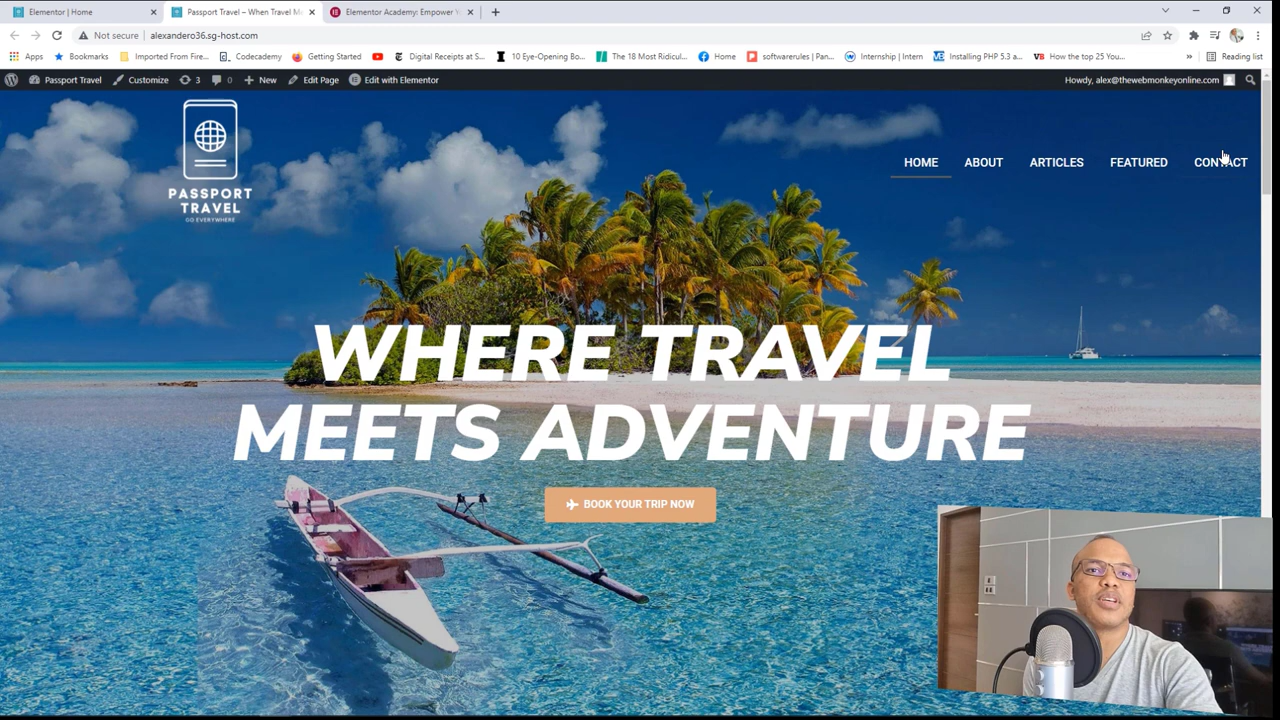 Elementor | Home
Passport Travel – When Travel M
Elementor Academy: Empower Y
Not secure
alexandero36.sg-host.com
Apps
Bookmarks
Imported From Fire...
Codecademy
Getting Started
Digital Receipts at S...
10 Eye-Opening Bo...
The 18 Most Ridicul...
Home
softwarerules | Pan...
Internship | Intern
Installing PHP 5.3 a...
How the top 25 You...
»
Reading list
Passport Travel
Customize
3
0
New
Edit Page
Edit with Elementor
Howdy, alex@thewebmonkeyonline.com
PASSPORT
TRAVEL
GO EVERYWHERE
HOME
ABOUT
ARTICLES
FEATURED
CONTACT
WHERE TRAVEL
MEETS ADVENTURE
BOOK YOUR TRIP NOW